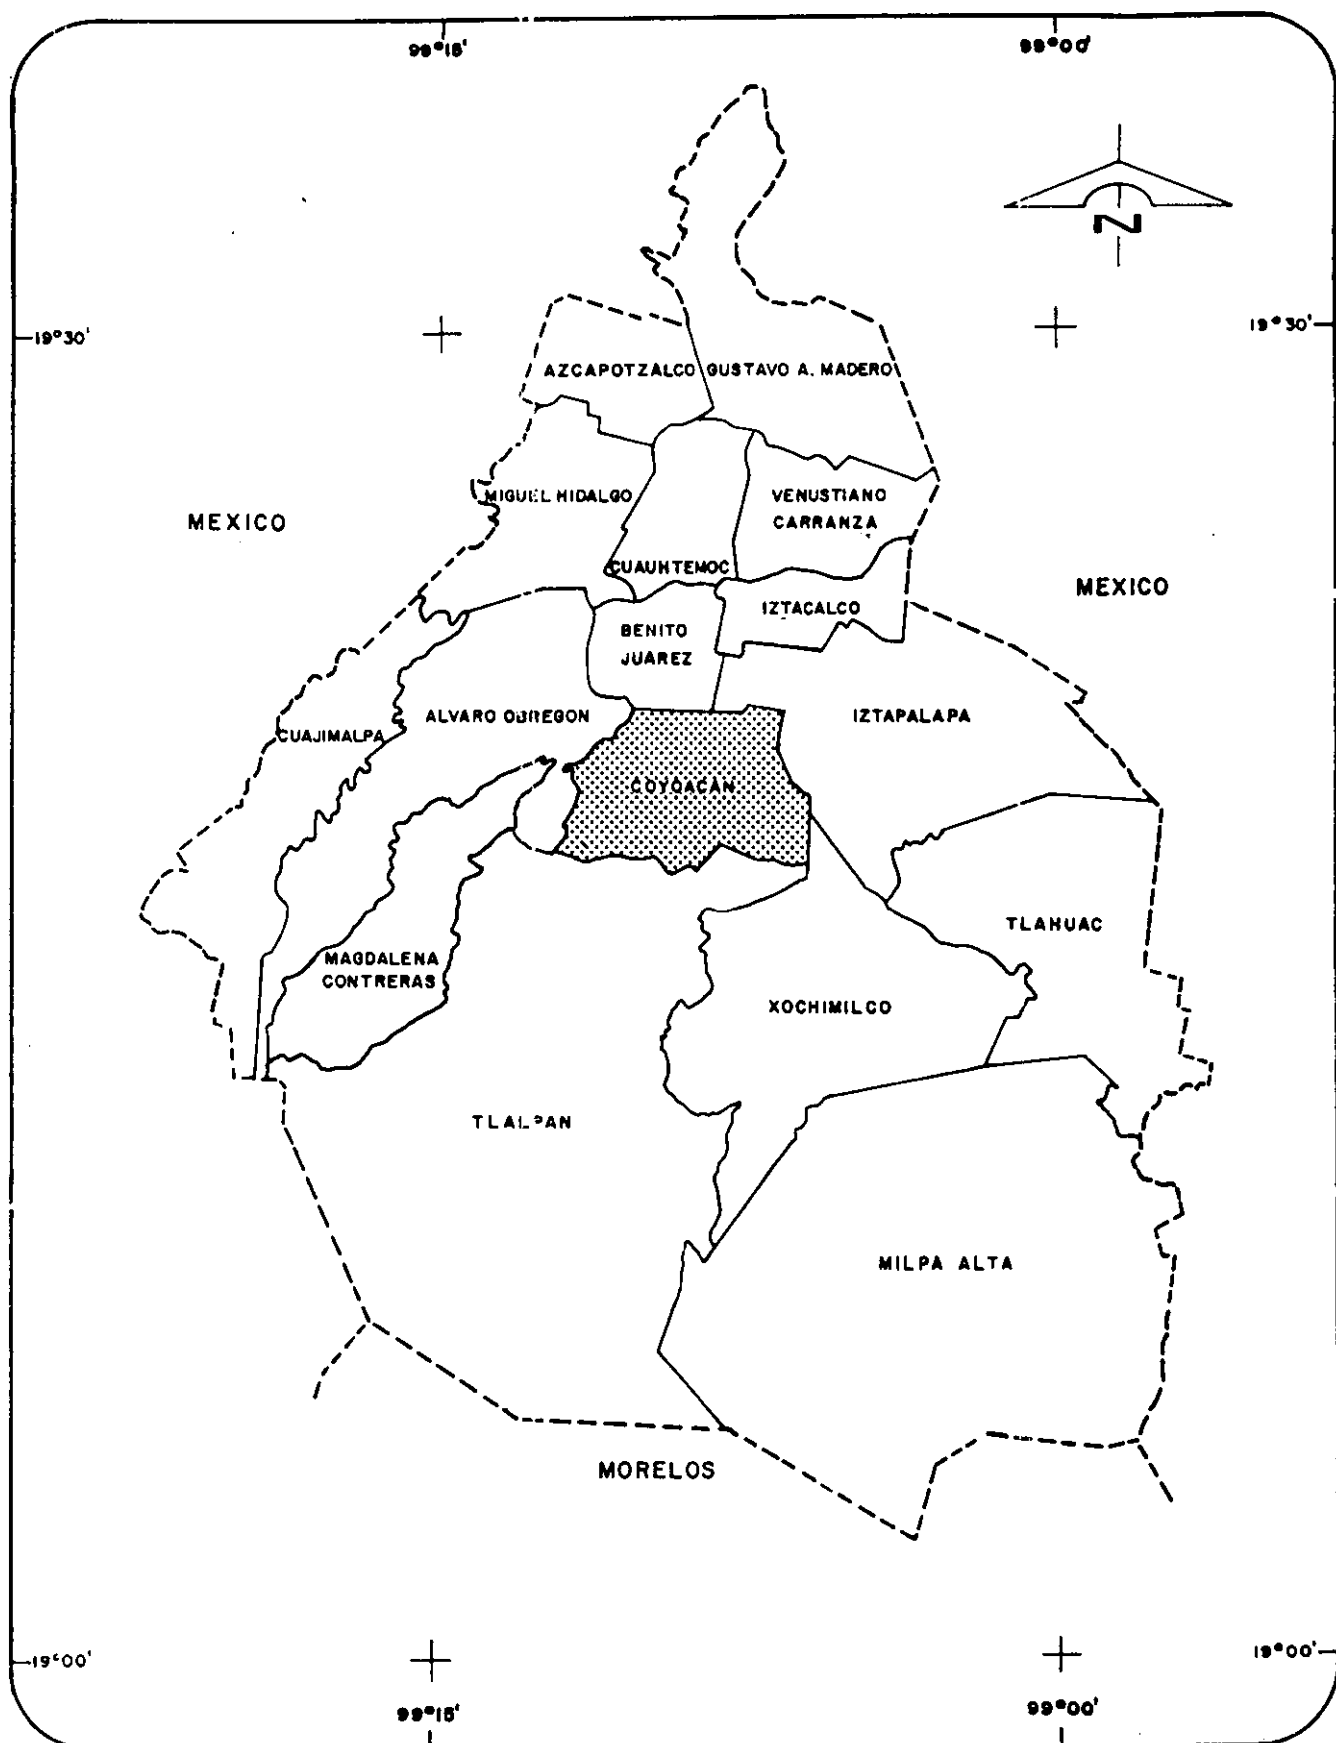 99°15'
99°00'
N
19°30'
19°30'
AZCAPOTZALCO
GUSTAVO A. MADERO
MIGUEL HIDALGO
VENUSTIANO
CARRANZA
MEXICO
CUAUHTEMOC
MEXICO
IZTACALCO
BENITO
JUAREZ
ALVARO OBREGON
IZTAPALAPA
CUAJIMALPA
COYOACAN
TLAHUAC
MAGDALENA
CONTRERAS
XOCHIMILCO
TLALPAN
MILPA ALTA
MORELOS
19°00'
19°00'
99°15'
99°00'